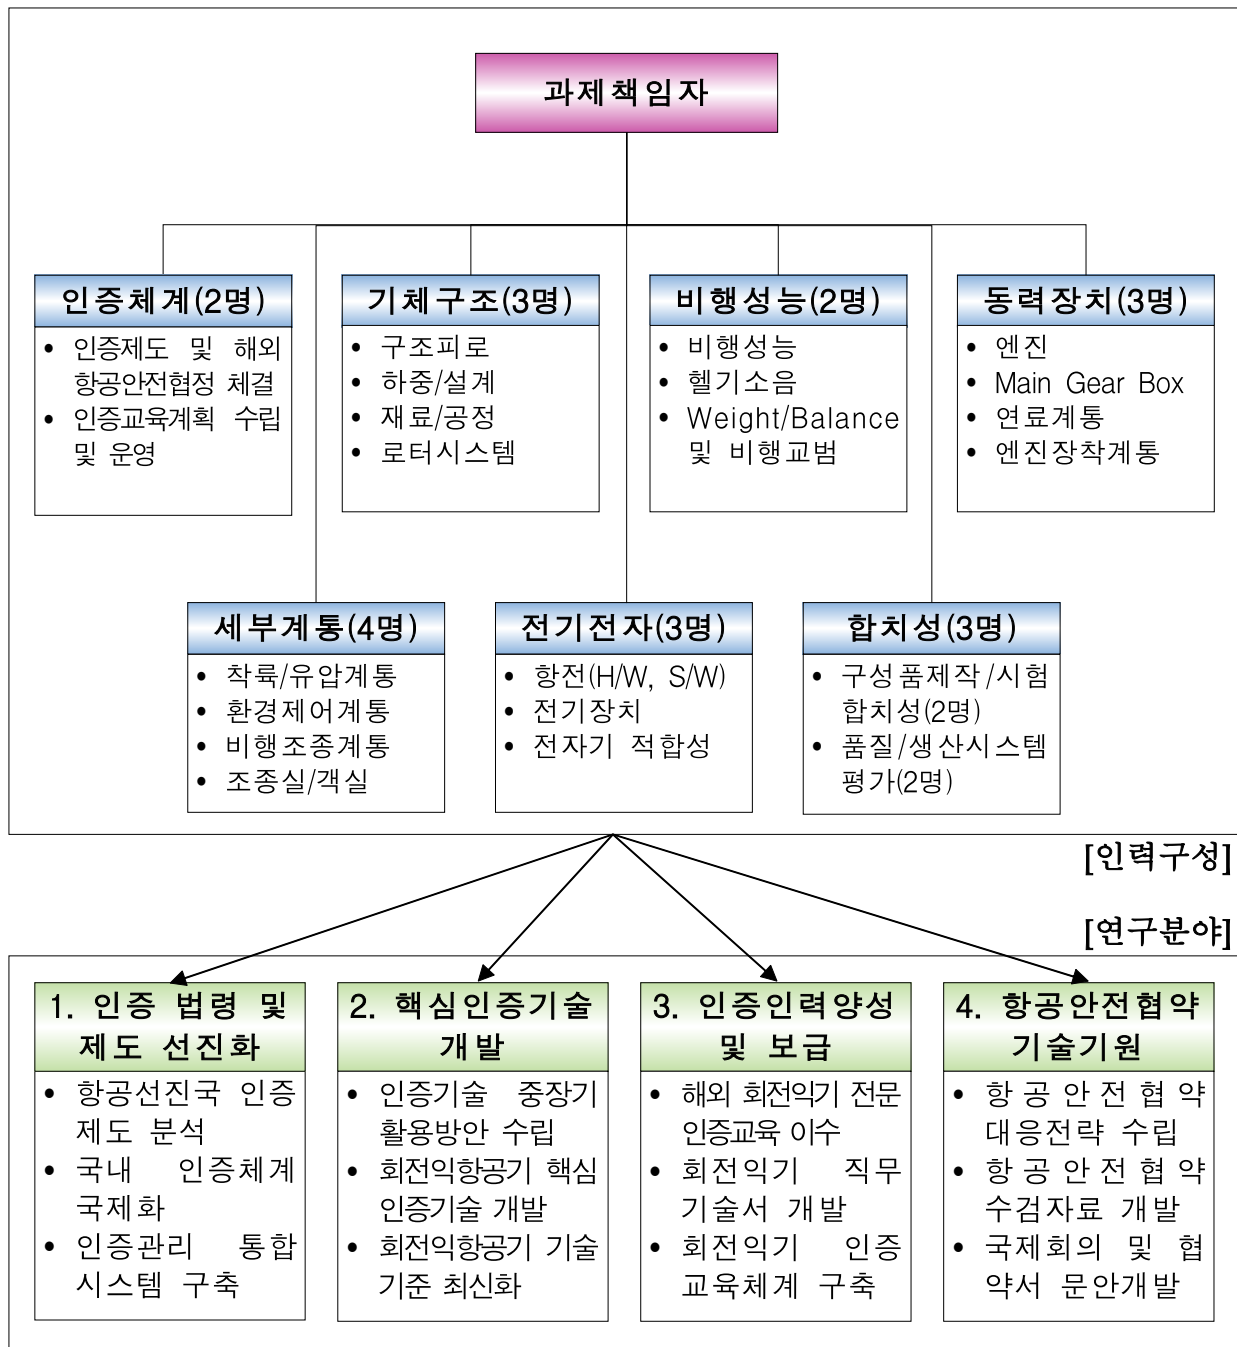 과제책임자
인증체계(2명)
• 인증제도 및 해외
항공안전협정 체결
• 인증교육계획 수립
및 운영
기체구조(3명)
• 구조피로
• 하중/설계
• 재료/공정
• 로터시스템
비행성능(2명)
• 비행성능
• 헬기소음
• Weight/Balance
및 비행교범
동력장치(3명)
• 엔진
• Main Gear Box
• 연료계통
• 엔진장착계통
세부계통(4명)
• 착륙/유압계통
• 환경제어계통
• 비행조종계통
• 조종실/객실
전기전자(3명)
• 항전(H/W, S/W)
• 전기장치
• 전자기 적합성
합치성(3명)
• 구성품제작/시험
합치성(2명)
• 품질/생산시스템
평가(2명)
[인력구성]
[연구분야]
1. 인증 법령 및
제도 선진화
• 항공선진국 인증
제도 분석
• 국내 인증체계
국제화
• 인증관리 통합
시스템 구축
2. 핵심인증기술
개발
• 인증기술 중장기
활용방안 수립
• 회전익항공기 핵심
인증기술 개발
• 회전익항공기 기술
기준 최신화
3. 인증인력양성
및 보급
• 해외 회전익기 전문
인증교육 이수
• 회전익기 직무
기술서 개발
• 회전익기 인증
교육체계 구축
4. 항공안전협약
기술기원
• 항공안전협약
대응전략 수립
• 항공안전협약
수검자료 개발
• 국제회의 및 협
약서 문안개발